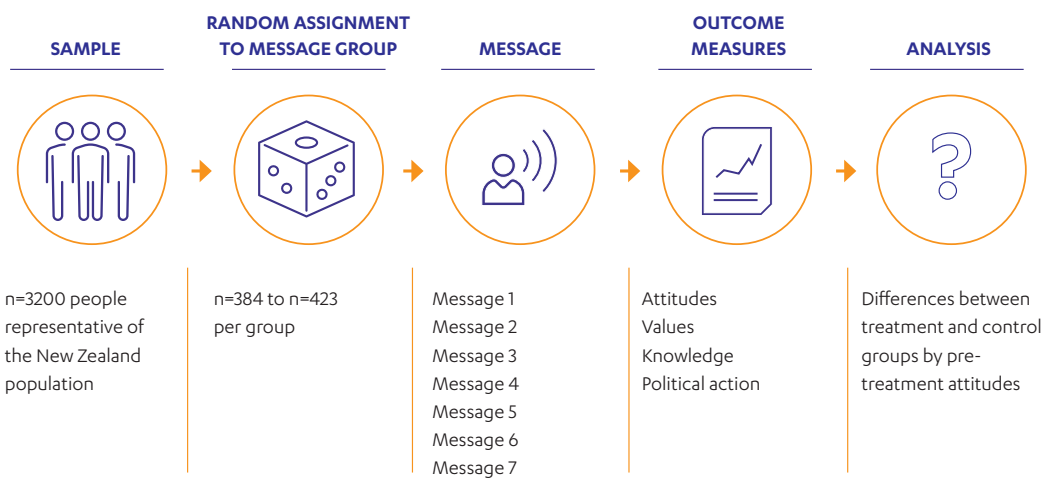 SAMPLE
RANDOM ASSIGNMENT
TO MESSAGE GROUP
MESSAGE
OUTCOME
MEASURES
ANALYSIS
n=3200 people
representative of
the New Zealand
population
n=384 to n=423
per group
Message 1
Message 2
Message 3
Message 4
Message 5
Message 6
Message 7
Attitudes
Values
Knowledge
Political action
Differences between
treatment and control
groups by pre-
treatment attitudes